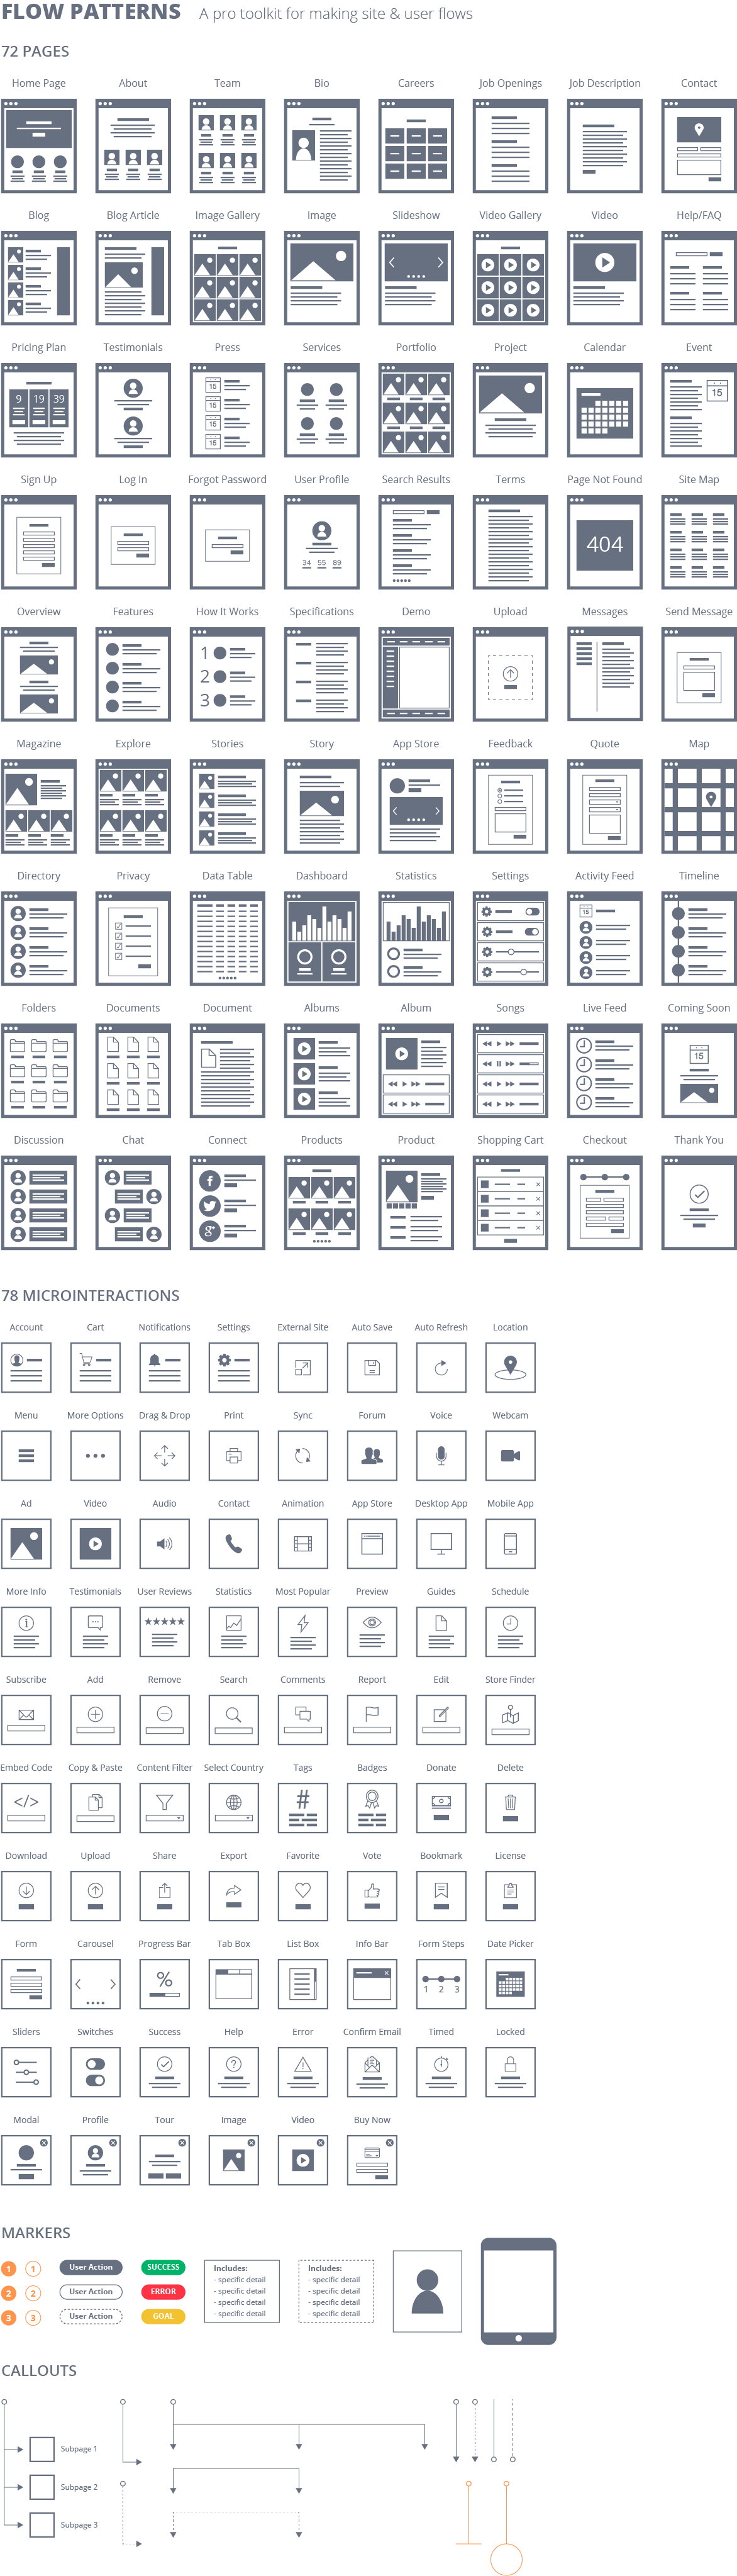 FLOW PATTERNS A pro toolkit for making site & user flows
72 PAGES
Home Page About Team Bio Careers Job Openings Job Description Contact
Blog Blog Article Image Gallery Image Slideshow Video Gallery Video Help/FAQ
Pricing Plan Testimonials Press Services Portfolio Project Calendar Event
9 19 39 15 15
15
15
15
Sign Up Log In Forgot Password User Profile Search Results Terms Page Not Found Site Map
404
34 55 89
Overview Features How It Works Specifications Demo Upload Messages Send Message
1
2
3
Magazine Explore Stories Story App Store Feedback Quote Map
Directory Privacy Data Table Dashboard Statistics Settings Activity Feed Timeline
15
Folders Documents Document Albums Album Songs Live Feed Coming Soon
15
Discussion Chat Connect Products Product Shopping Cart Checkout Thank You
f
g+
78 MICROINTERACTIONS
Account Cart Notifications Settings External Site Auto Save Auto Refresh Location
Menu More Options Drag & Drop Print Sync Forum Voice Webcam
Ad Video Audio Contact Animation App Store Desktop App Mobile App
More Info Testimonials User Reviews Statistics Most Popular Preview Guides Schedule
Subscribe Add Remove Search Comments Report Edit Store Finder
Embed Code Copy & Paste Content Filter Select Country Tags Badges Donate Delete
</> #
Download Upload Share Export Favorite Vote Bookmark License
Form Carousel Progress Bar Tab Box List Box Info Bar Form Steps Date Picker
% 1 2 3
Sliders Switches Success Help Error Confirm Email Timed Locked
? !
Modal Profile Tour Image Video Buy Now
MARKERS
1 1 User Action SUCCESS
2 2 User Action ERROR
3 3 User Action GOAL
Includes:
- specific detail
- specific detail
- specific detail
- specific detail
Includes:
- specific detail
- specific detail
- specific detail
- specific detail
CALLOUTS
Subpage 1
Subpage 2
Subpage 3